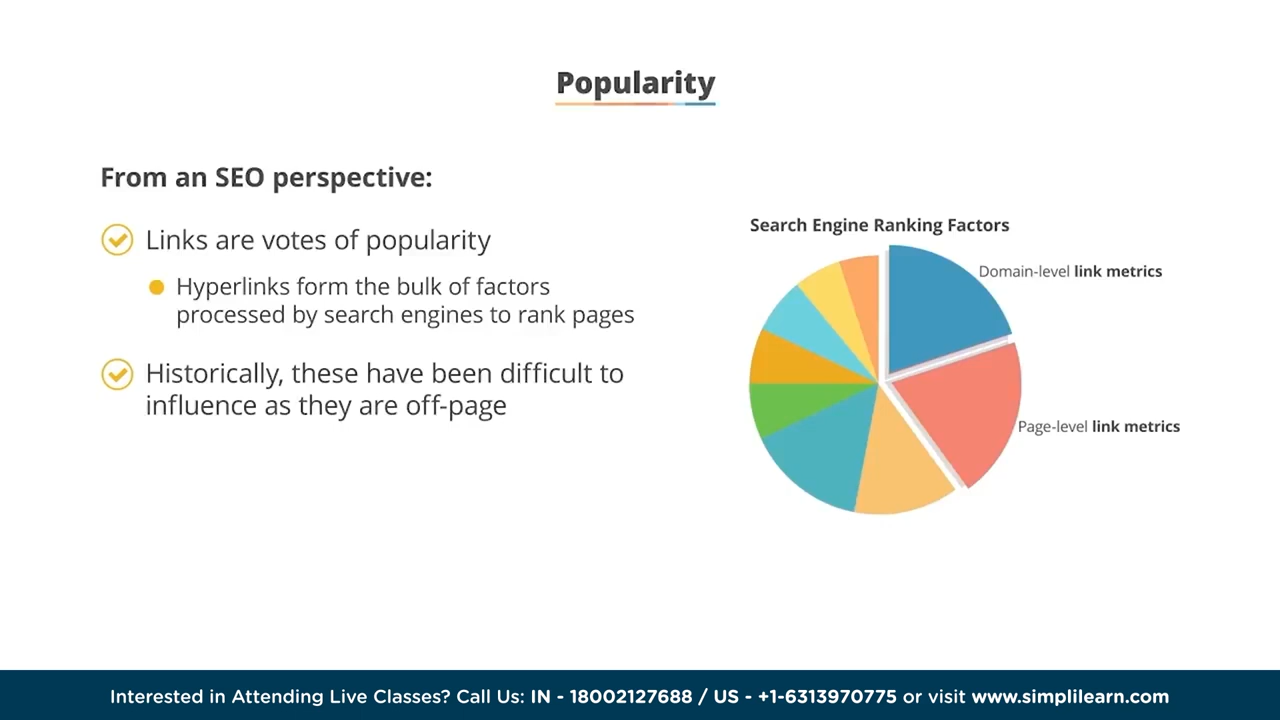 Popularity
From an SEO perspective:
Links are votes of popularity
Hyperlinks form the bulk of factors
processed by search engines to rank pages
Historically, these have been difficult to
influence as they are off-page
Search Engine Ranking Factors
Domain-level link metrics
Page-level link metrics
Interested in Attending Live Classes? Call Us: IN - 18002127688 / US - +1-6313970775 or visit www.simplilearn.com